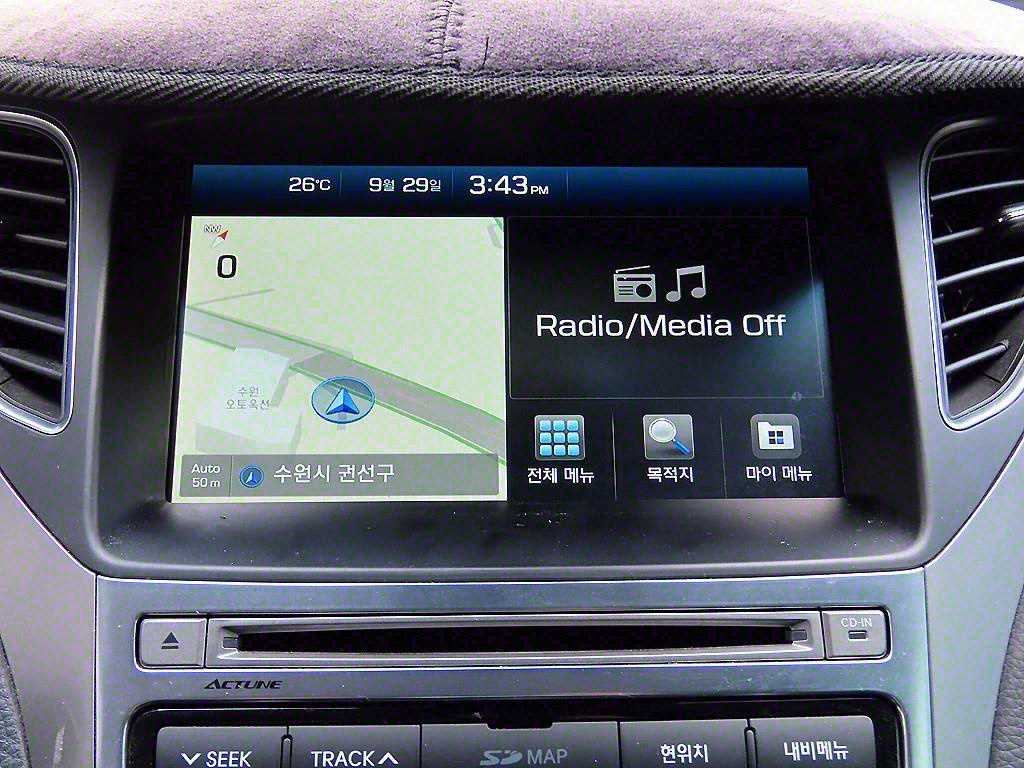 26°C 9월 29일 3:43 PM
NW
0
Radio/Media Off
수원
오토옥션
Auto
50 m
수원시 권선구
전체 메뉴 목적지 마이 메뉴
CD-IN
ACTUNE
SEEK TRACK SD MAP 현위치 내비메뉴